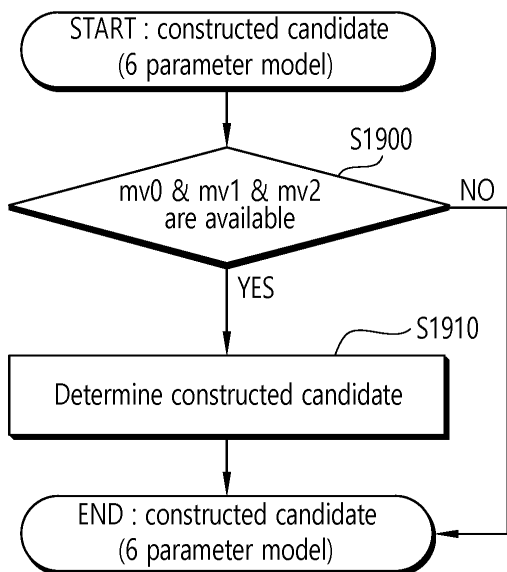 START : constructed candidate
(6 parameter model)
S1900
mv0 & mv1 & mv2
are available
NO
YES
S1910
Determine constructed candidate
END : constructed candidate
(6 parameter model)